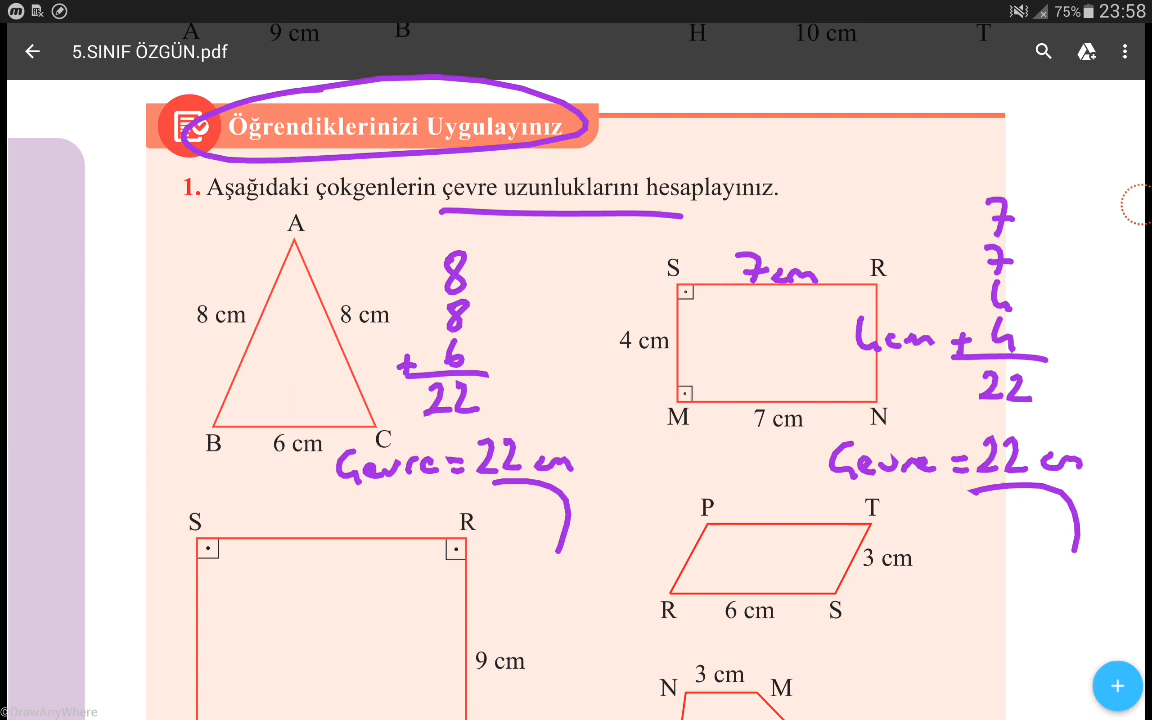 75% 23:58
A 9 cm B H 10 cm T
5.SINIF ÖZGÜN.pdf
Öğrendiklerinizi Uygulayınız
1. Aşağıdaki çokgenlerin çevre uzunluklarını hesaplayınız.
A
8 cm 8 cm
B 6 cm C
8
8
+ 6
22
Çevre = 22 cm
S 7cm R
4 cm 4cm
M 7 cm N
7
7
4
+ 4
22
Çevre = 22 cm
S R
9 cm
P T
3 cm
R 6 cm S
N 3 cm M
©DrawAnyWhere